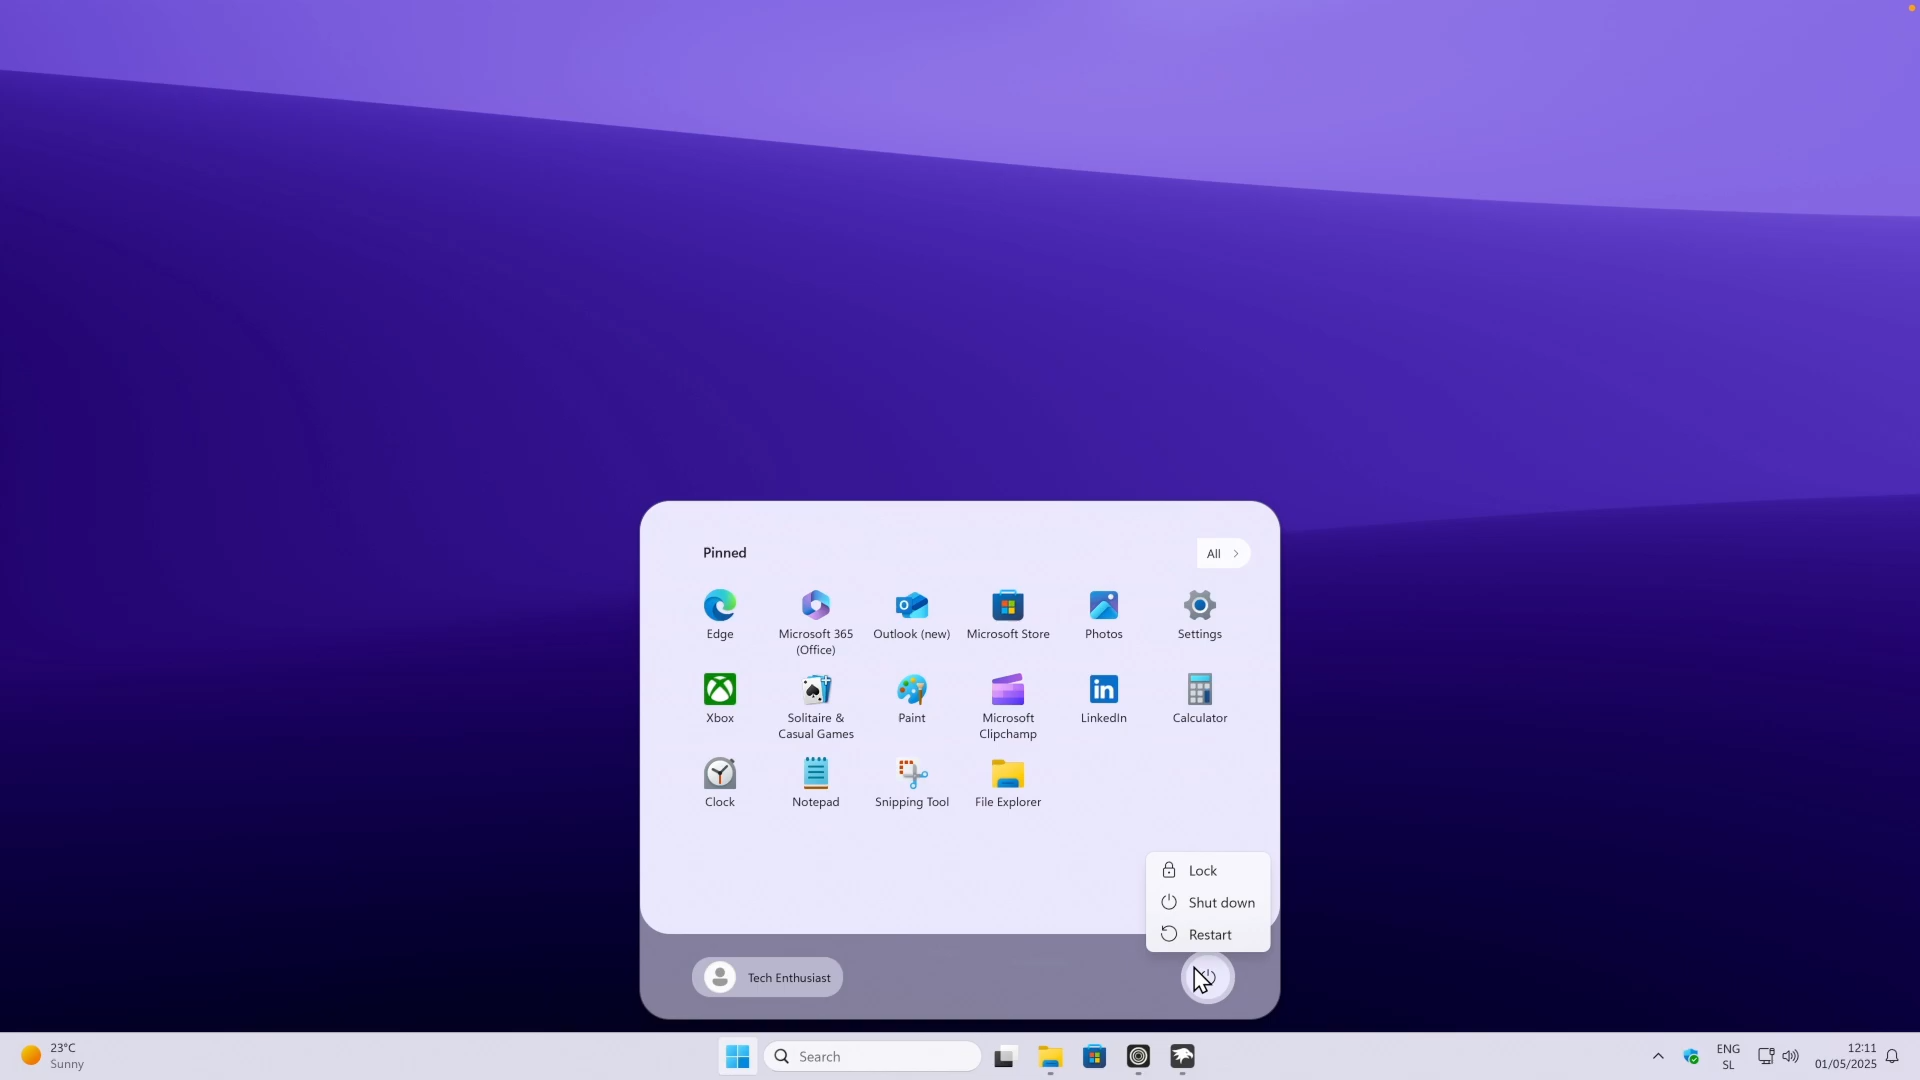 Pinned
All
Edge
Microsoft 365
(Office)
Outlook (new)
Microsoft Store
Photos
Settings
Xbox
Solitaire &
Casual Games
Paint
Microsoft
Clipchamp
LinkedIn
Calculator
Clock
Notepad
Snipping Tool
File Explorer
Lock
Shut down
Restart
Tech Enthusiast
23°C
Sunny
Search
ENG
SL
12:11
01/05/2025